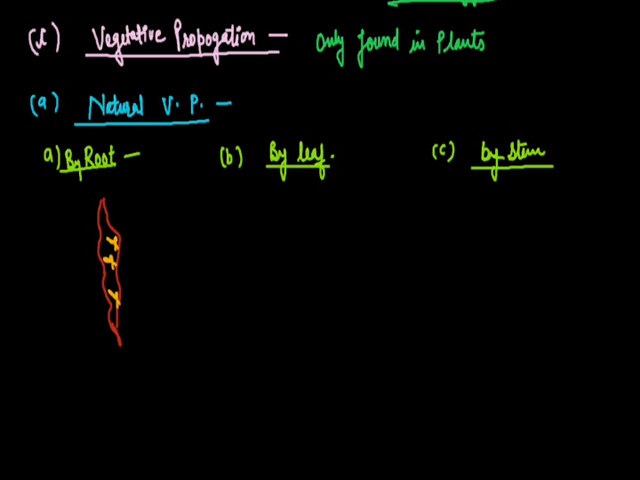 Vegetative Propogation — Only found in Plants
(a) Natural V. P. —
a) By Root — (b) By leaf. (c) by Stem